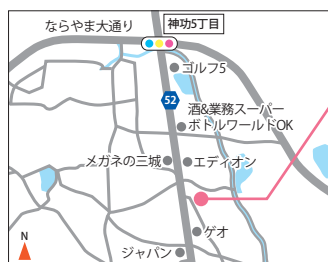 神功5丁目
ならやま大通り
ゴルフ5
52
酒&業務スーパー
ボトルワールドOK
メガネの三城
エディオン
ゲオ
ジャパン
N